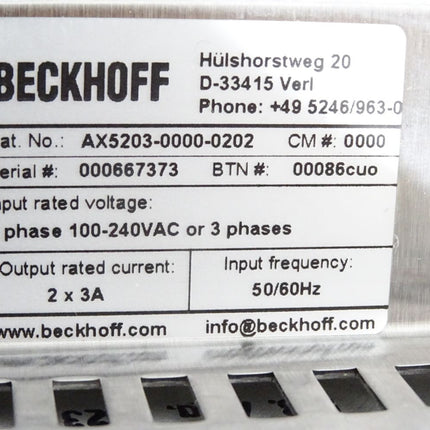 BECKHOFF
Hülshorstweg 20
D-33415 Verl
Phone: +49 5246/963-0
at. No.: AX5203-0000-0202 CM #: 0000
erial #: 000667373 BTN #: 00086cuo
nput rated voltage:
phase 100-240VAC or 3 phases
Output rated current:
2 x 3A
Input frequency:
50/60Hz
www.beckhoff.com info@beckhoff.com
23